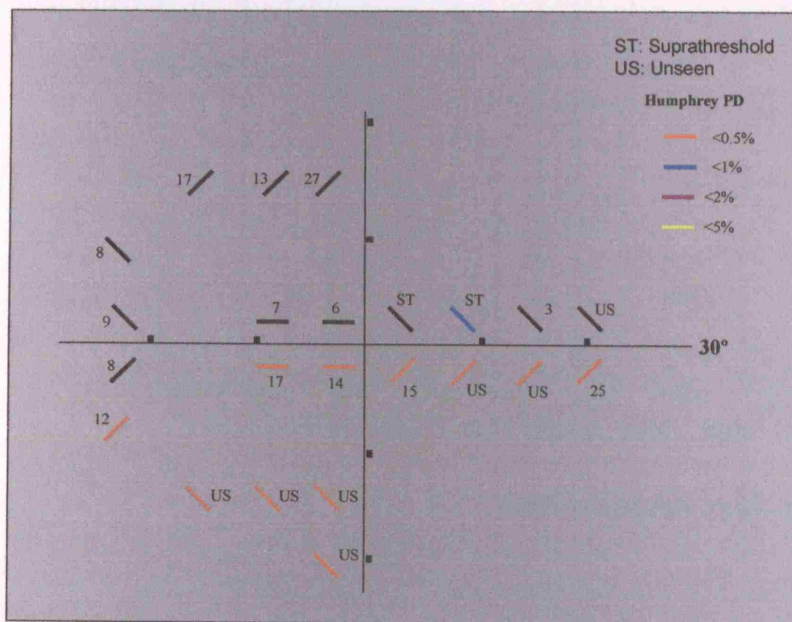 ST: Suprathreshold
US: Unseen
Humphrey PD
<0.5%
<1%
<2%
<5%
17 13 27
8
9 7 6 ST ST 3 US
30º
8 17 14 15 US US 25
12
US US US
US